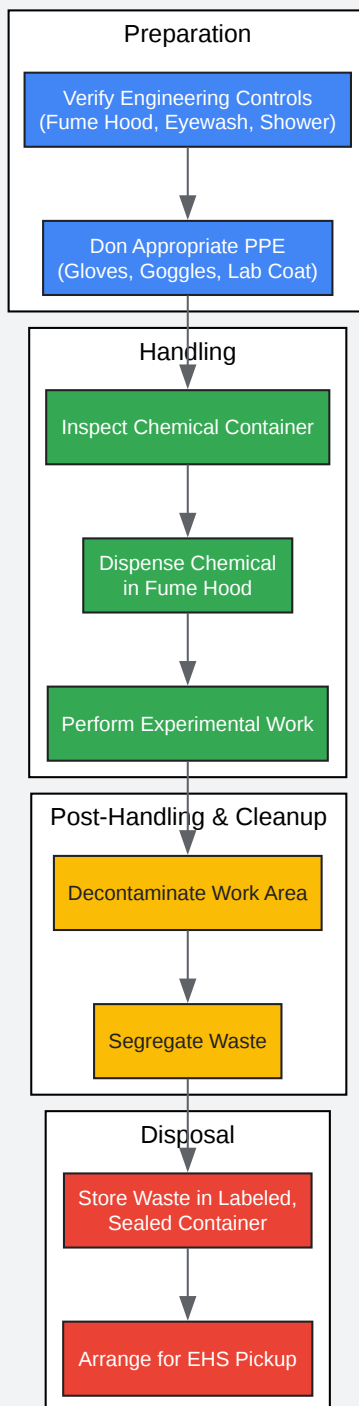 Preparation
Verify Engineering Controls
(Fume Hood, Eyewash, Shower)
Don Appropriate PPE
(Gloves, Goggles, Lab Coat)
Handling
Inspect Chemical Container
Dispense Chemical
in Fume Hood
Perform Experimental Work
Post-Handling & Cleanup
Decontaminate Work Area
Segregate Waste
Disposal
Store Waste in Labeled,
Sealed Container
Arrange for EHS Pickup